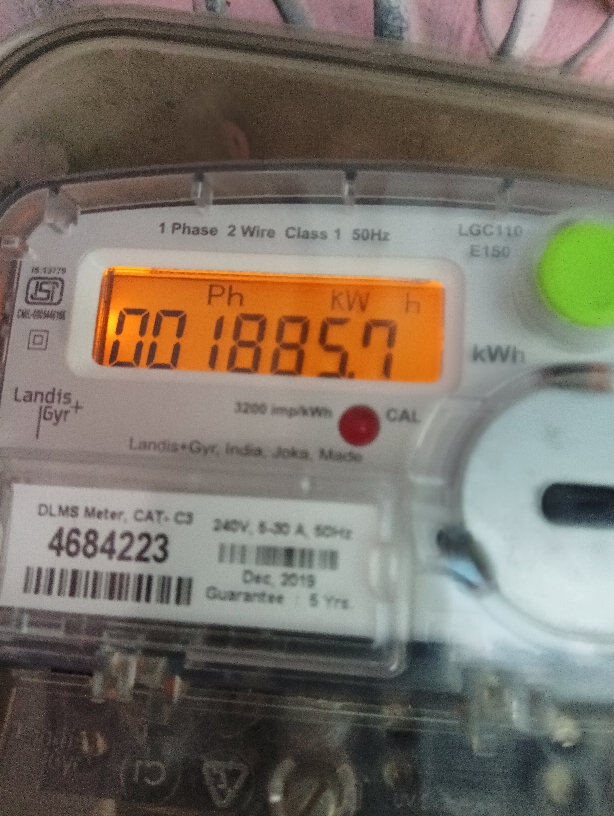 1 Phase 2 Wire Class 1 50Hz
LGC110
E150
IS 13779
Ph kW h
001885.7
kWh
Landis+
Gyr
3200 imp/kWh
CAL
Landis+Gyr, India, Joka, Made
DLMS Meter, CAT- C3
4684223
240V, 5-30 A, 50Hz
Dec, 2019
Guarantee : 5 Yrs.